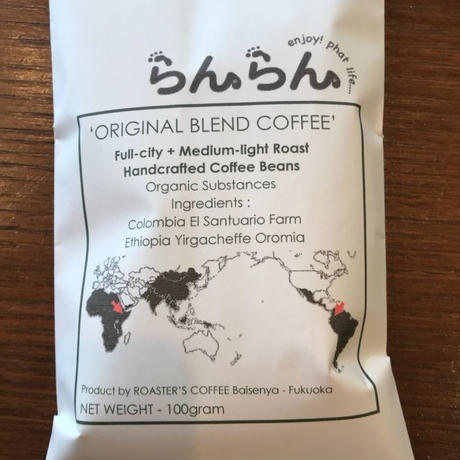 らんらん
enjoy! phat life....
'ORIGINAL BLEND COFFEE'
Full-city + Medium-light Roast
Handcrafted Coffee Beans
Organic Substances
Ingredients :
Colombia El Santuario Farm
Ethiopia Yirgacheffe Oromia
Product by ROASTER'S COFFEE Baisenya - Fukuoka
NET WEIGHT - 100gram